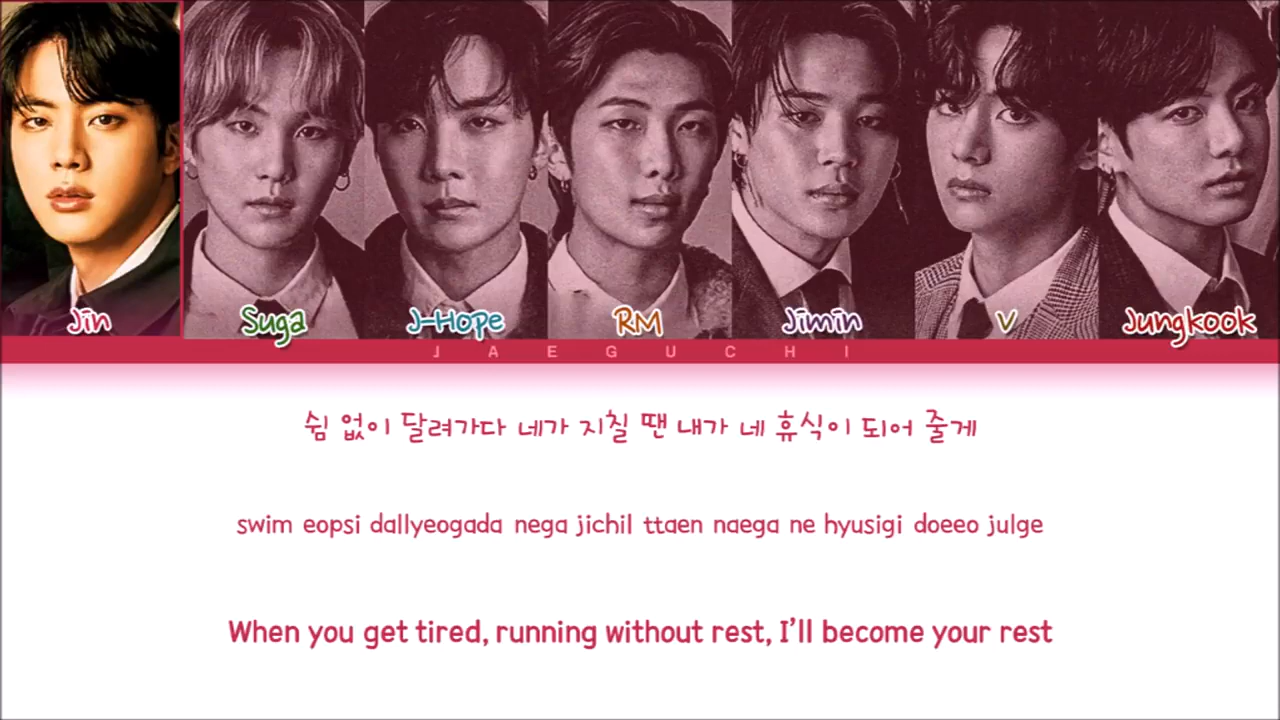 Jin Suga J-Hope RM Jimin V Jungkook
JAEGUCHI
쉼 없이 달려가다 네가 지칠 땐 내가 네 휴식이 되어 줄게
swim eopsi dallyeogada nega jichil ttaen naega ne hyusigi doeeo julge
When you get tired, running without rest, I'll become your rest